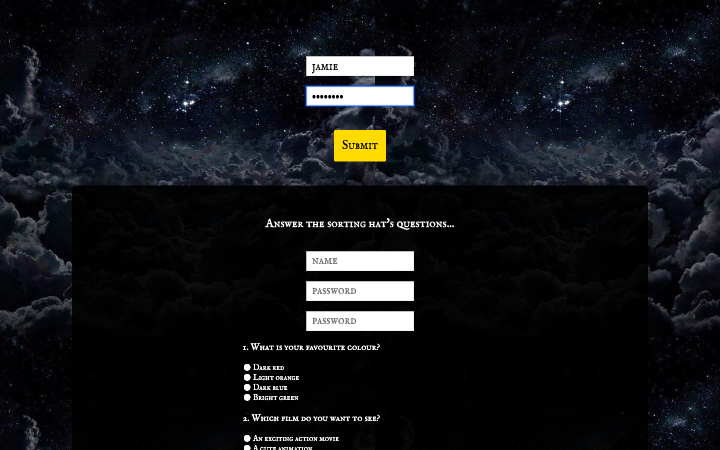 Jamie
••••••••
Submit
Answer the sorting hat's questions...
Name
Password
Password
1. What is your favourite colour?
Dark red
Light orange
Dark blue
Bright green
2. Which film do you want to see?
An exciting action movie
A cute animation